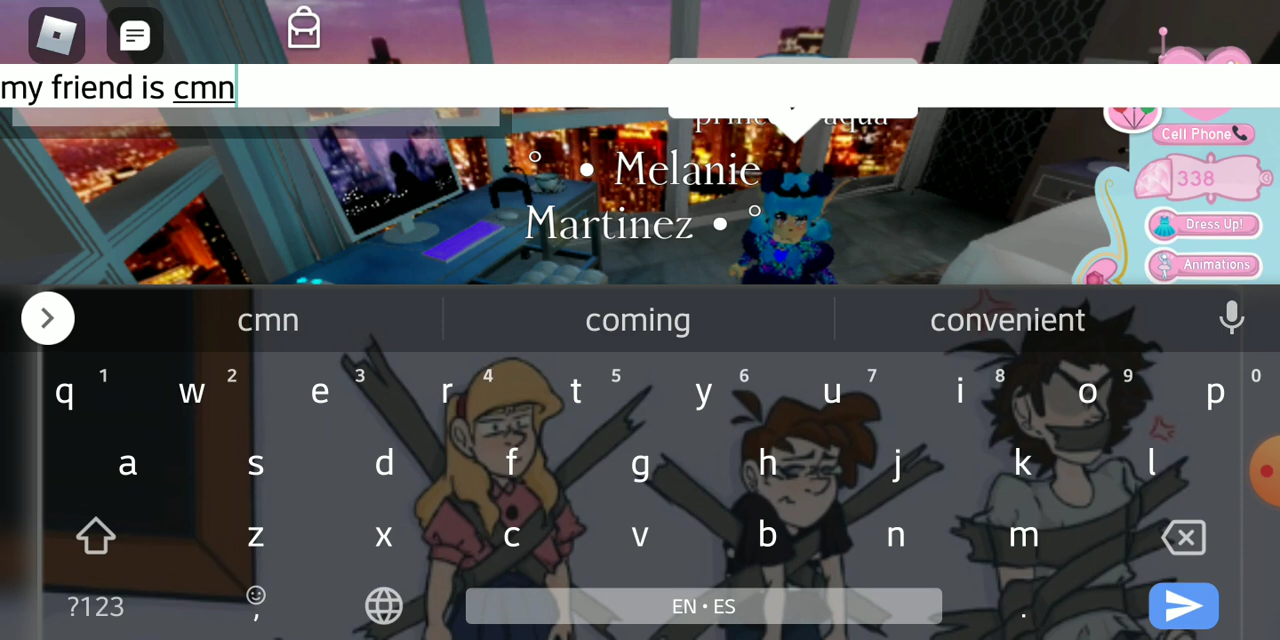 my friend is cmn
° • Melanie
Martinez • °
Cell Phone
338
Dress Up!
Animations
cmn coming convenient
q 1 w 2 e 3 r 4 t 5 y 6 u 7 i 8 o 9 p 0
a s d f g h j k l
z x c v b n m
?123 , EN • ES .